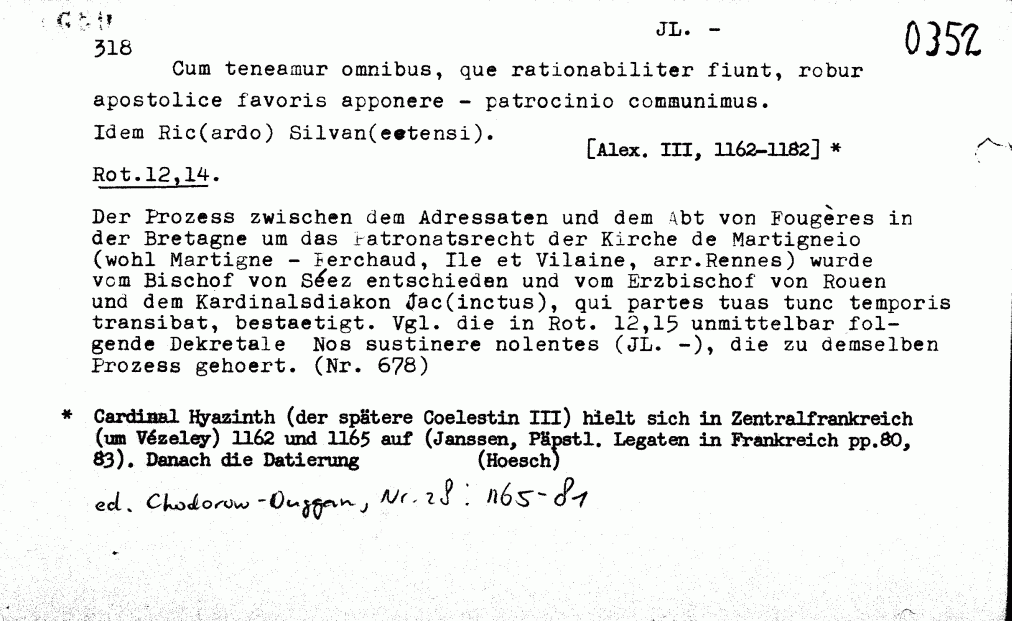 JL. - 0352
318
Cum teneamur omnibus, que rationabiliter fiunt, robur
apostolice favoris apponere - patrocinio communimus.
Idem Ric(ardo) Silvan(eetensi).
[Alex. III, 1162-1182] *
Rot.12,14.
Der Prozess zwischen dem Adressaten und dem Abt von Fougères in
der Bretagne um das Patronatsrecht der Kirche de Martigneio
(wohl Martigne - Ferchaud, Ile et Vilaine, arr.Rennes) wurde
vom Bischof von Séez entschieden und vom Erzbischof von Rouen
und dem Kardinalsdiakon Jac(inctus), qui partes tuas tunc temporis
transibat, bestaetigt. Vgl. die in Rot. 12,15 unmittelbar fol-
gende Dekretale Nos sustinere nolentes (JL. -), die zu demselben
Prozess gehoert. (Nr. 678)
* Cardinal Hyazinth (der spätere Coelestin III) hielt sich in Zentralfrankreich
(um Vézeley) 1162 und 1165 auf (Janssen, Päpstl. Legaten in Frankreich pp.80,
83). Danach die Datierung (Hoesch)
ed. Chodorow-Duggan, Nr. 28: 1165-81